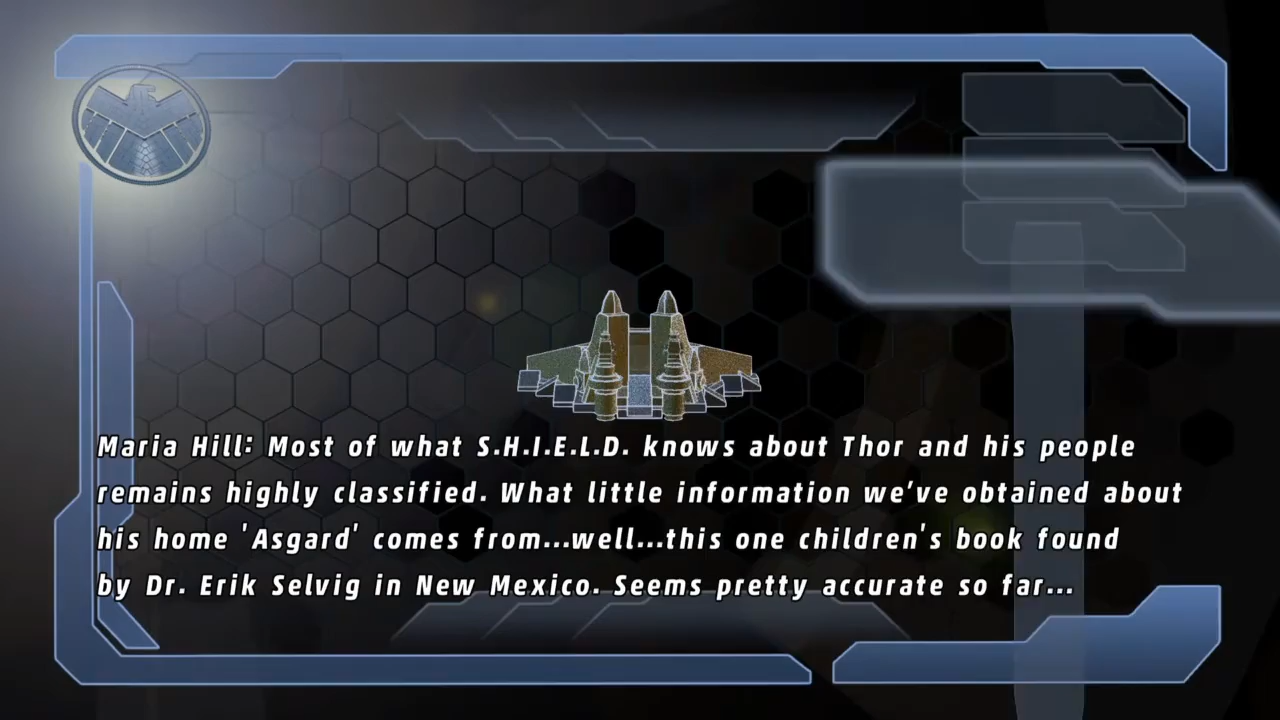 Maria Hill: Most of what S.H.I.E.L.D. knows about Thor and his people
remains highly classified. What little information we've obtained about
his home 'Asgard' comes from...well...this one children's book found
by Dr. Erik Selvig in New Mexico. Seems pretty accurate so far...